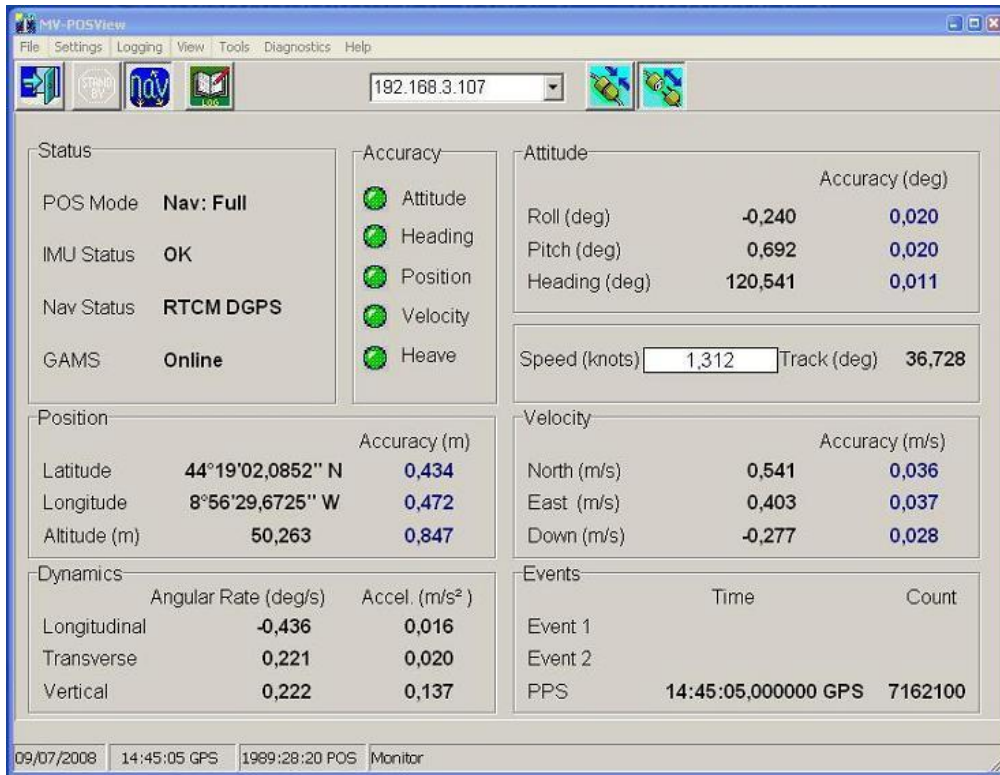 MV-POSView
File Settings Logging View Tools Diagnostics Help
STAND BY nav LOG 192.168.3.107
Status
POS Mode Nav: Full
IMU Status OK
Nav Status RTCM DGPS
GAMS Online
Accuracy
Attitude
Heading
Position
Velocity
Heave
Attitude
Accuracy (deg)
Roll (deg) -0,240 0,020
Pitch (deg) 0,692 0,020
Heading (deg) 120,541 0,011
Speed (knots) 1,312 Track (deg) 36,728
Position
Accuracy (m)
Latitude 44°19'02,0852'' N 0,434
Longitude 8°56'29,6725'' W 0,472
Altitude (m) 50,263 0,847
Velocity
Accuracy (m/s)
North (m/s) 0,541 0,036
East (m/s) 0,403 0,037
Down (m/s) -0,277 0,028
Dynamics
Angular Rate (deg/s) Accel. (m/s²)
Longitudinal -0,436 0,016
Transverse 0,221 0,020
Vertical 0,222 0,137
Events
Time Count
Event 1
Event 2
PPS 14:45:05,000000 GPS 7162100
09/07/2008 14:45:05 GPS 1989:28:20 POS Monitor